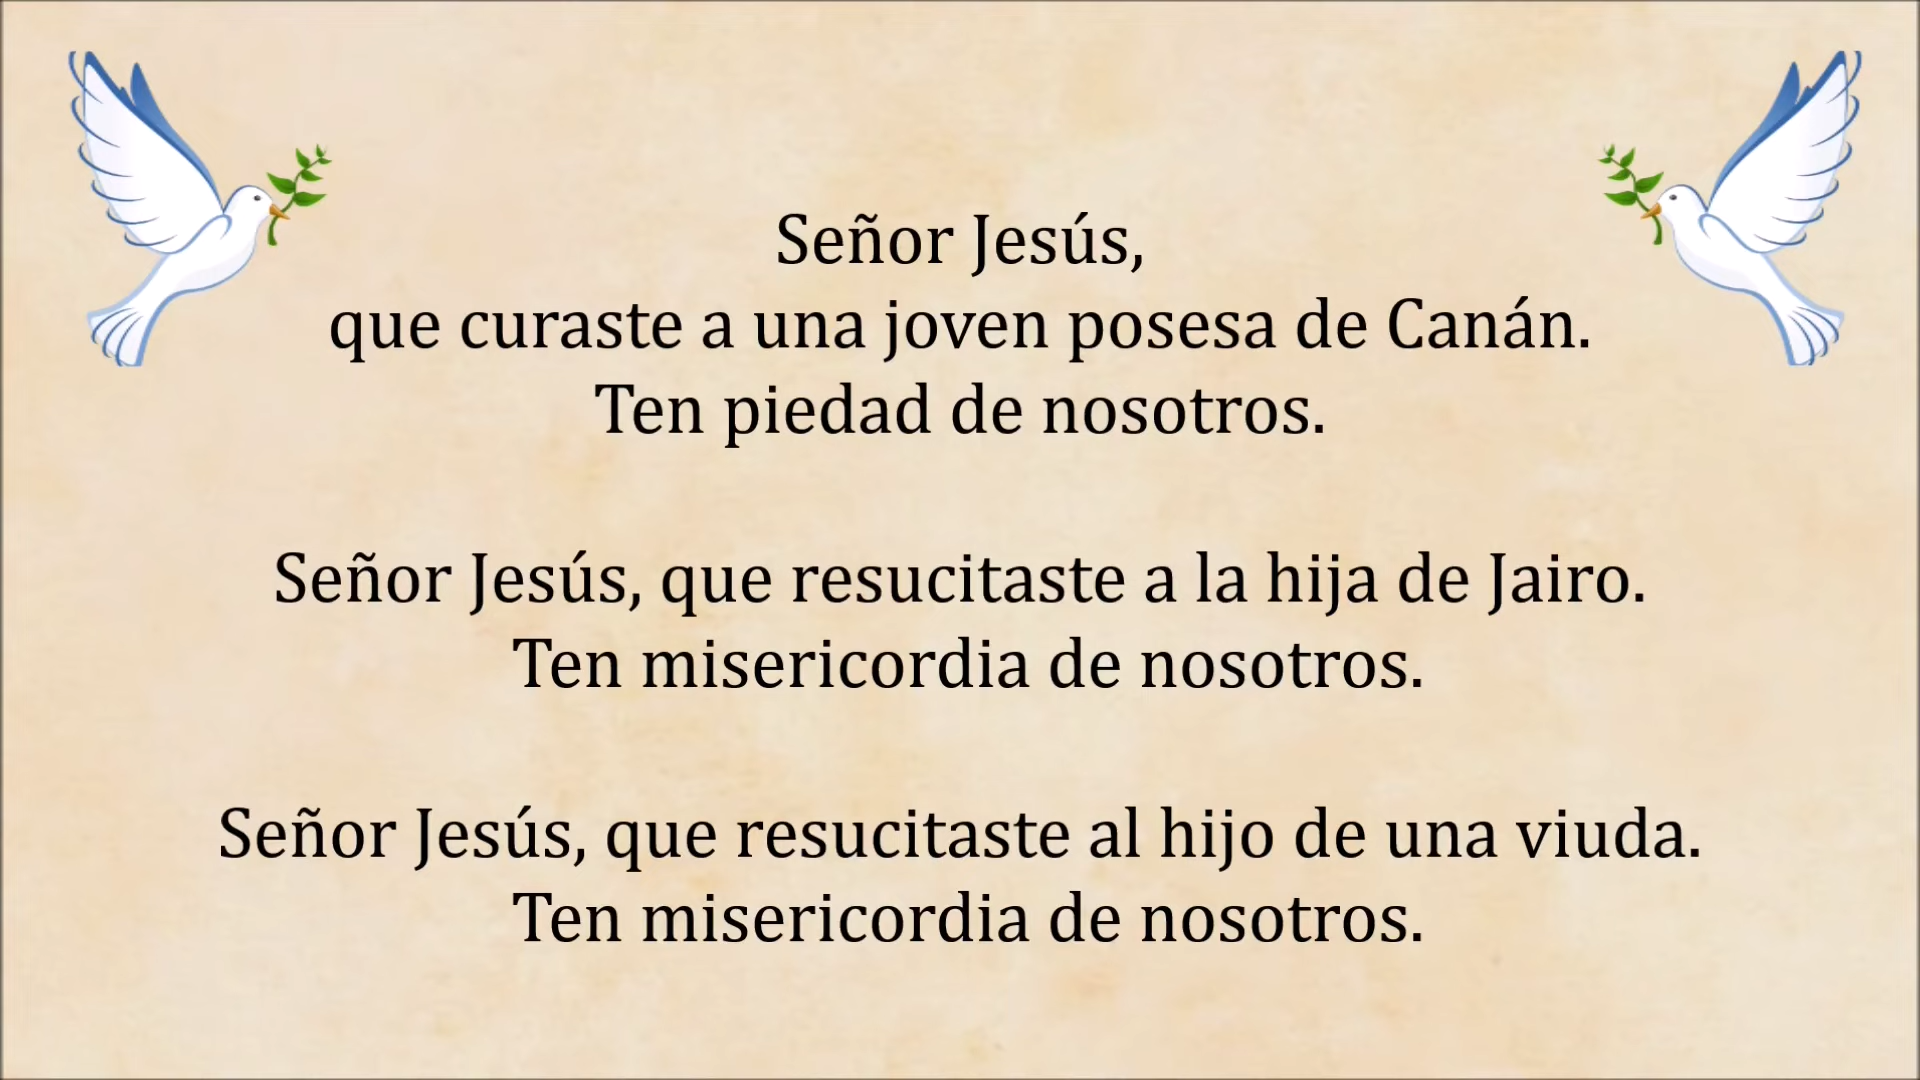 Señor Jesús,
que curaste a una joven posesa de Canán.
Ten piedad de nosotros.
Señor Jesús, que resucitaste a la hija de Jairo.
Ten misericordia de nosotros.
Señor Jesús, que resucitaste al hijo de una viuda.
Ten misericordia de nosotros.